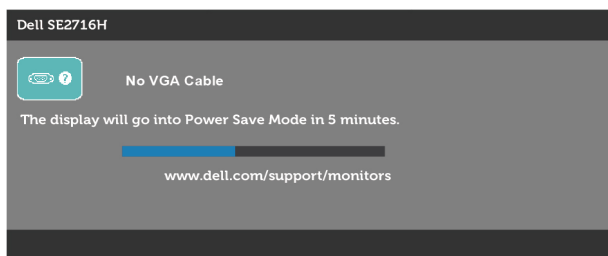 Dell SE2716H
?
No VGA Cable
The display will go into Power Save Mode in 5 minutes.
www.dell.com/support/monitors